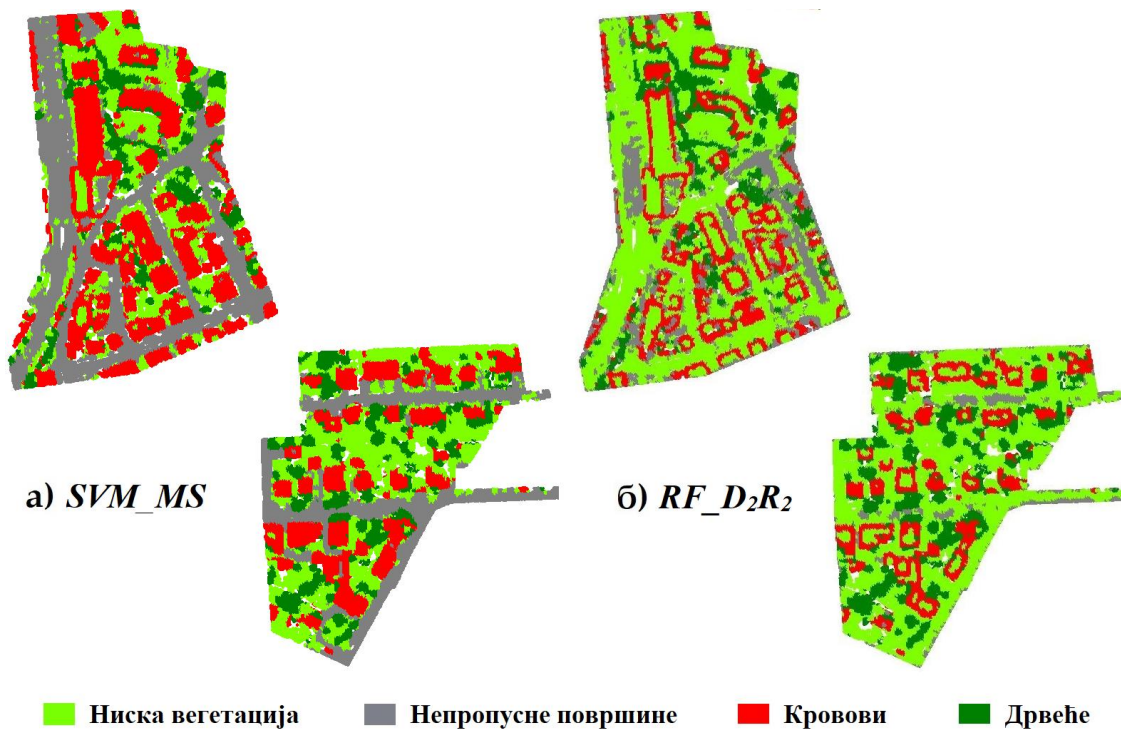 а) SVM_MS
б) RF_D₂R₂
Ниска вегетација
Непропусне површине
Кровови
Дрвеће